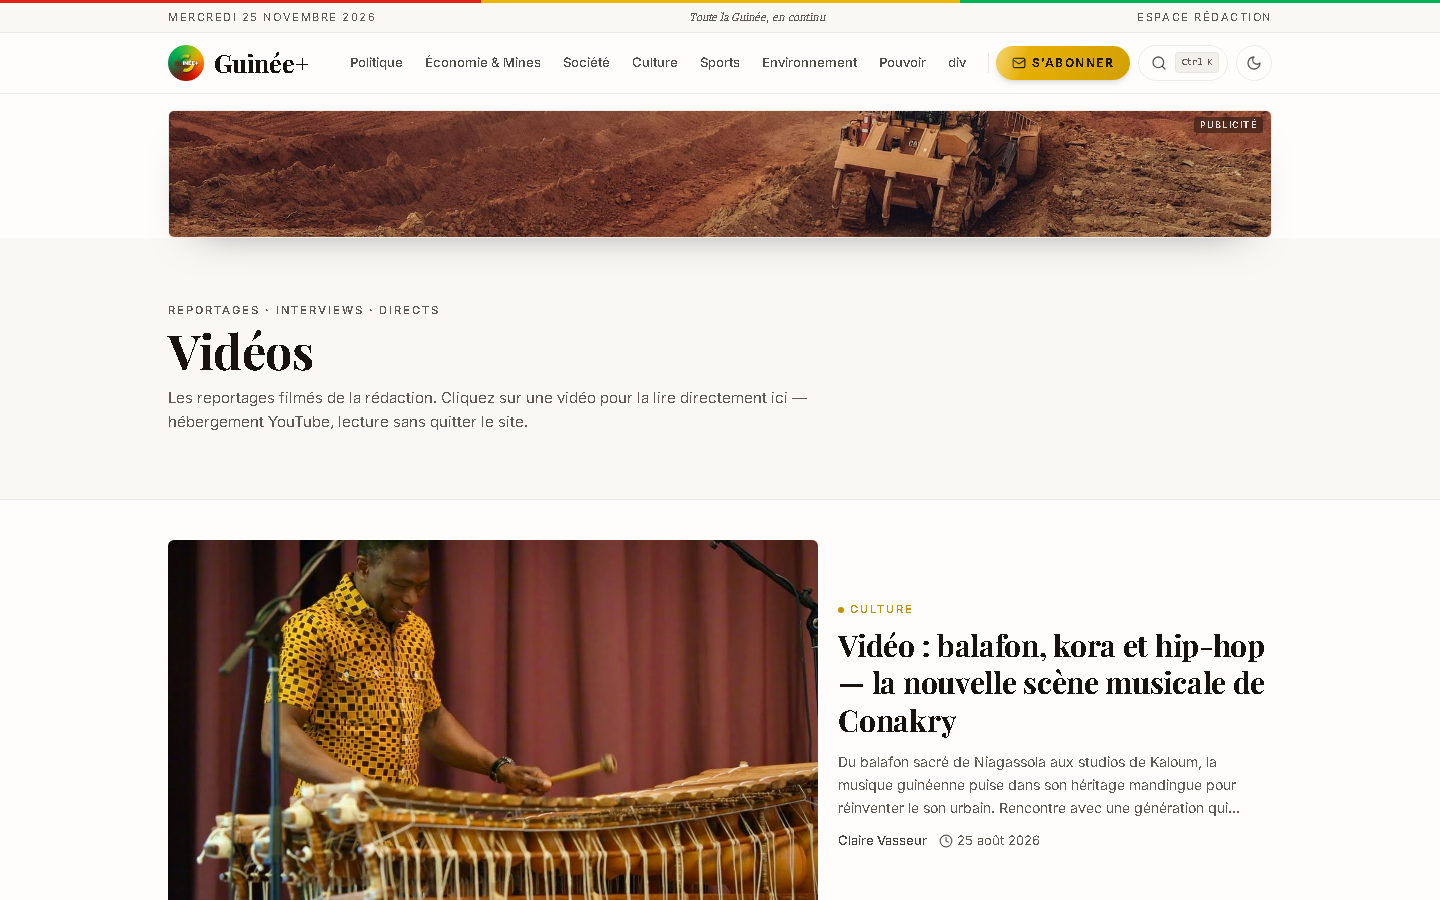 MERCREDI 25 NOVEMBRE 2026
Toute la Guinée, en continu
ESPACE RÉDACTION
Guinée+
Politique
Économie & Mines
Société
Culture
Sports
Environnement
Pouvoir
div
S'ABONNER
Ctrl K
PUBLICITÉ
REPORTAGES · INTERVIEWS · DIRECTS
Vidéos
Les reportages filmés de la rédaction. Cliquez sur une vidéo pour la lire directement ici —
hébergement YouTube, lecture sans quitter le site.
CULTURE
Vidéo : balafon, kora et hip-hop
— la nouvelle scène musicale de
Conakry
Du balafon sacré de Niagassola aux studios de Kaloum, la
musique guinéenne puise dans son héritage mandingue pour
réinventer le son urbain. Rencontre avec une génération qui...
Claire Vasseur
25 août 2026